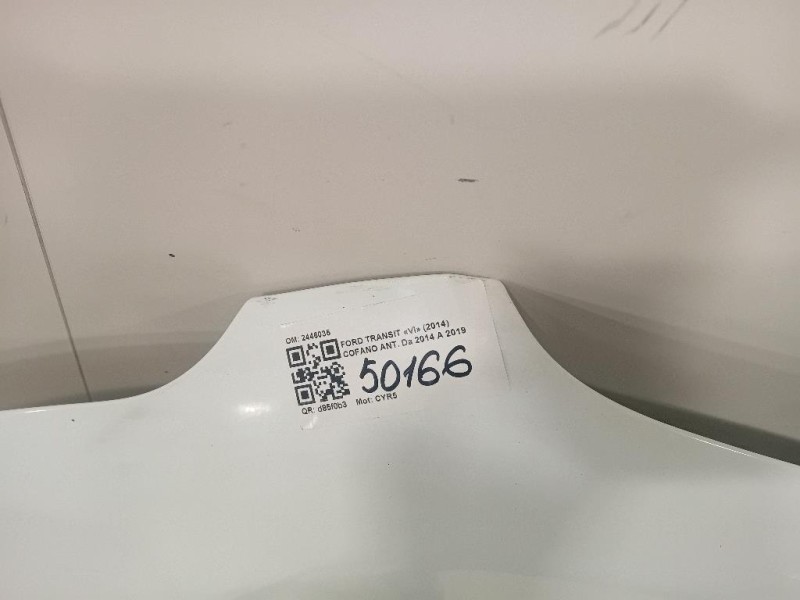 OM: 2446036
FORD TRANSIT «VI» (2014)
COFANO ANT. Da 2014 A 2019
50166
QR: d85f0b3 Mot: CYR5